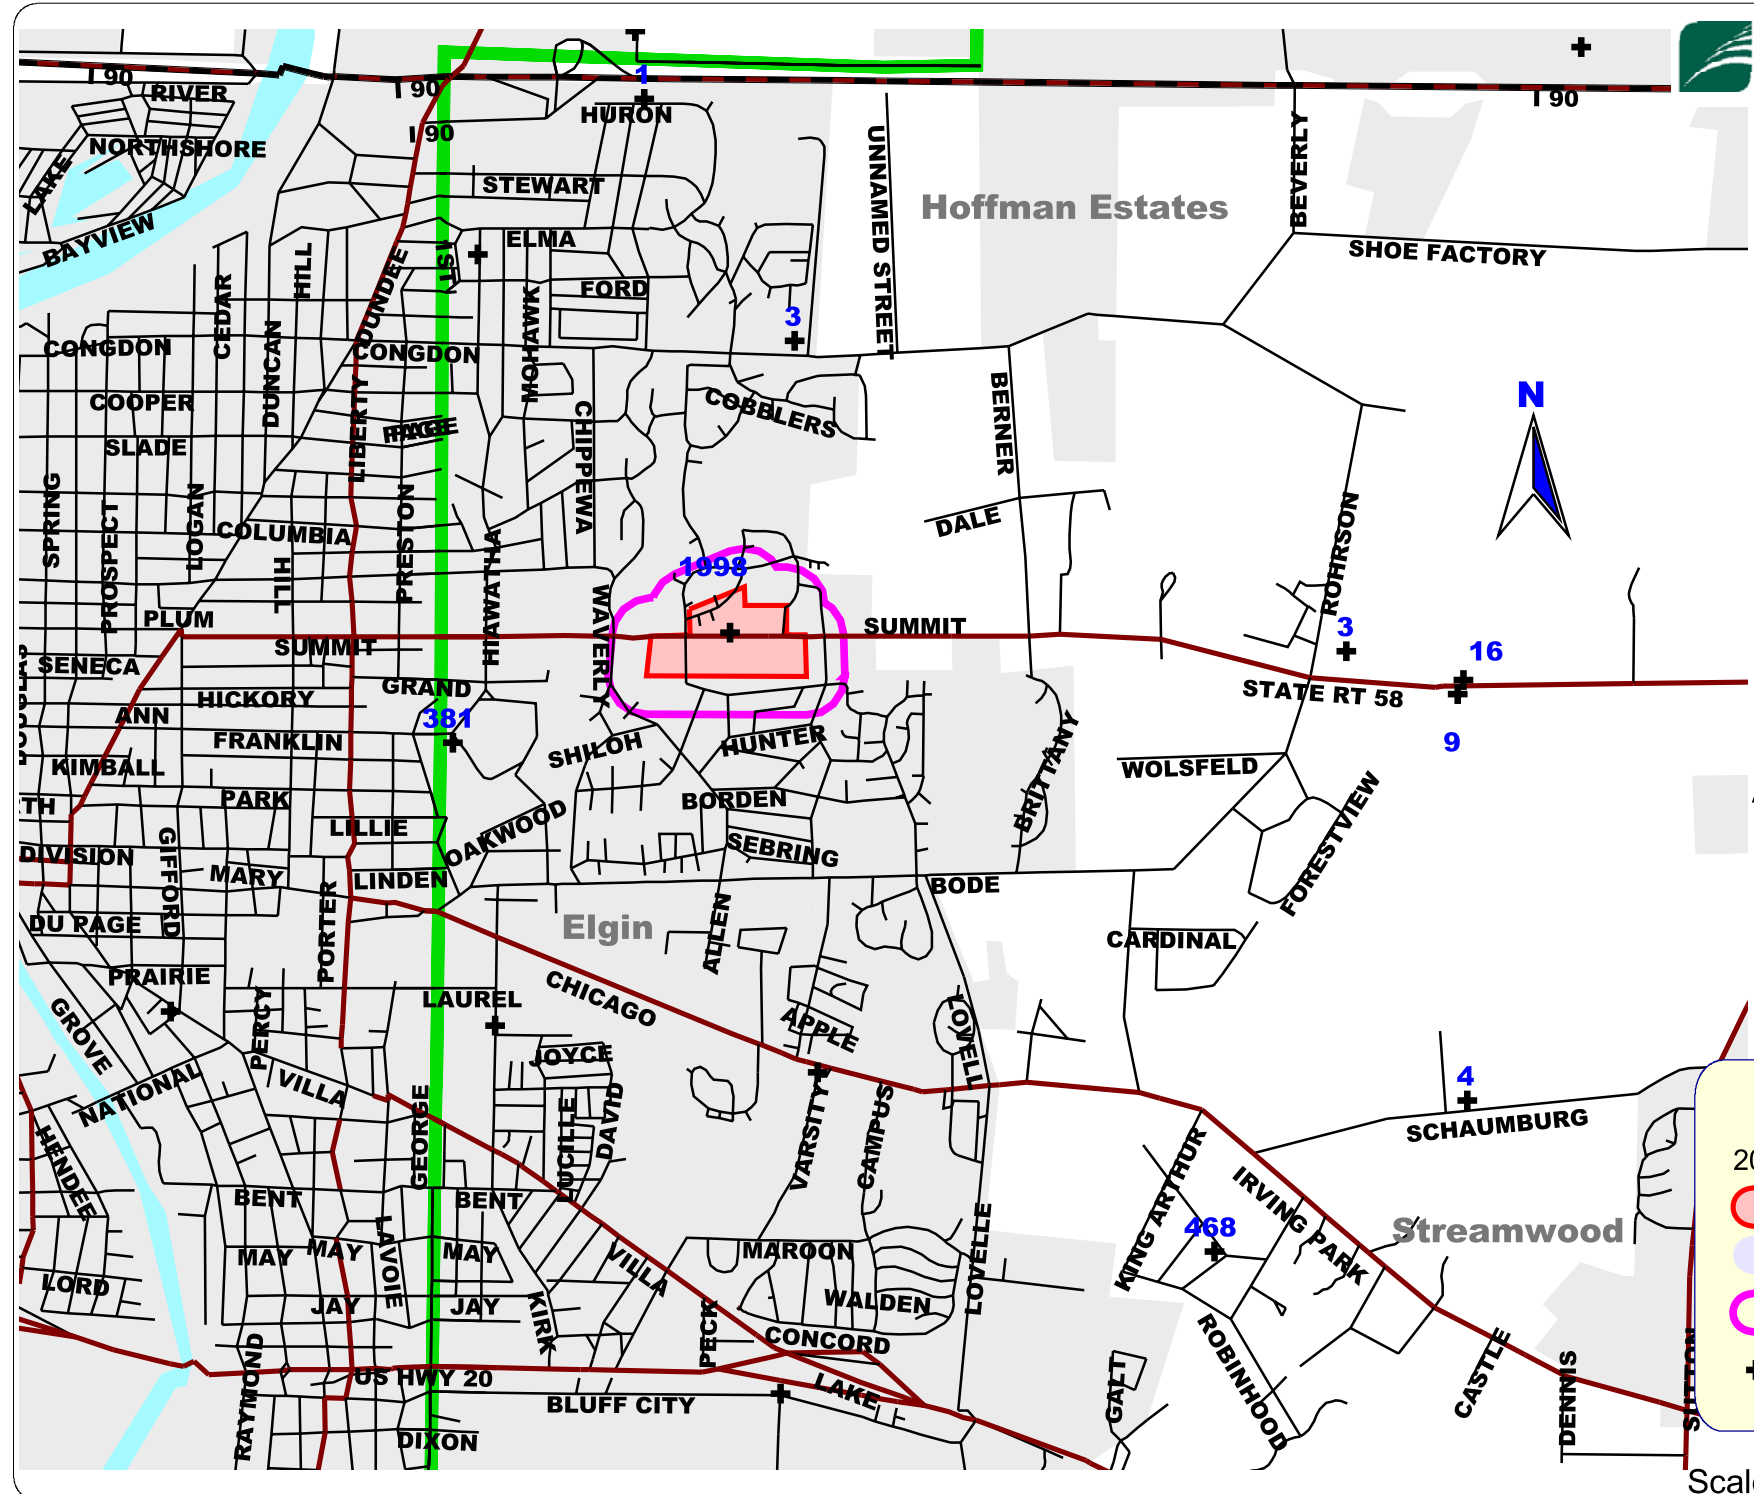 I 90
I 90
1
I 90
RIVER
HURON
I 90
NORTHSHORE
UNNAMED STREET
BEVERLY
LAKE
STEWART
Hoffman Estates
BAYVIEW
ELMA
1ST
SHOE FACTORY
HILL
DUNDEE
CEDAR
FORD
MOHAWK
3
CONGDON
CONGDON
DUNCAN
BERNER
N
COOPER
COBBLERS
LIBERTY
PAGE
CHIPPEWA
SLADE
SPRING
PROSPECT
LOGAN
PRESTON
COLUMBIA
DALE
ROHRSON
HILL
HIAWATHA
1998
WAVERLY
PLUM
SUMMIT
3
SUMMIT
16
SENECA
GRAND
STATE RT 58
HICKORY
ANN
381
FRANKLIN
SHILOH
HUNTER
BRITTANY
9
KIMBALL
WOLSFELD
PARK
BORDEN
TH
LILLIE
OAKWOOD
FORESTVIEW
DIVISION
GIFFORD
SEBRING
MARY
LINDEN
BODE
DU PAGE
PORTER
Elgin
ALLEN
CARDINAL
PRAIRIE
CHICAGO
LAUREL
GROVE
PERCY
APPLE
LOVELL
JOYCE
NATIONAL
VILLA
4
GEORGE
LUCILLE
DAVID
VARSITY
CAMPUS
SCHAUMBURG
HENDEE
KING ARTHUR
IRVING PARK
20
BENT
BENT
468
Streamwood
LAVOIE
MAY
MAY
MAY
VILLA
MAROON
LOVELLE
LORD
JAY
JAY
WALDEN
KIRK
PECK
CONCORD
ROBINHOOD
CASTLE
SUTTON
RAYMOND
US HWY 20
LAKE
GALT
DENNIS
BLUFF CITY
DIXON
Scal